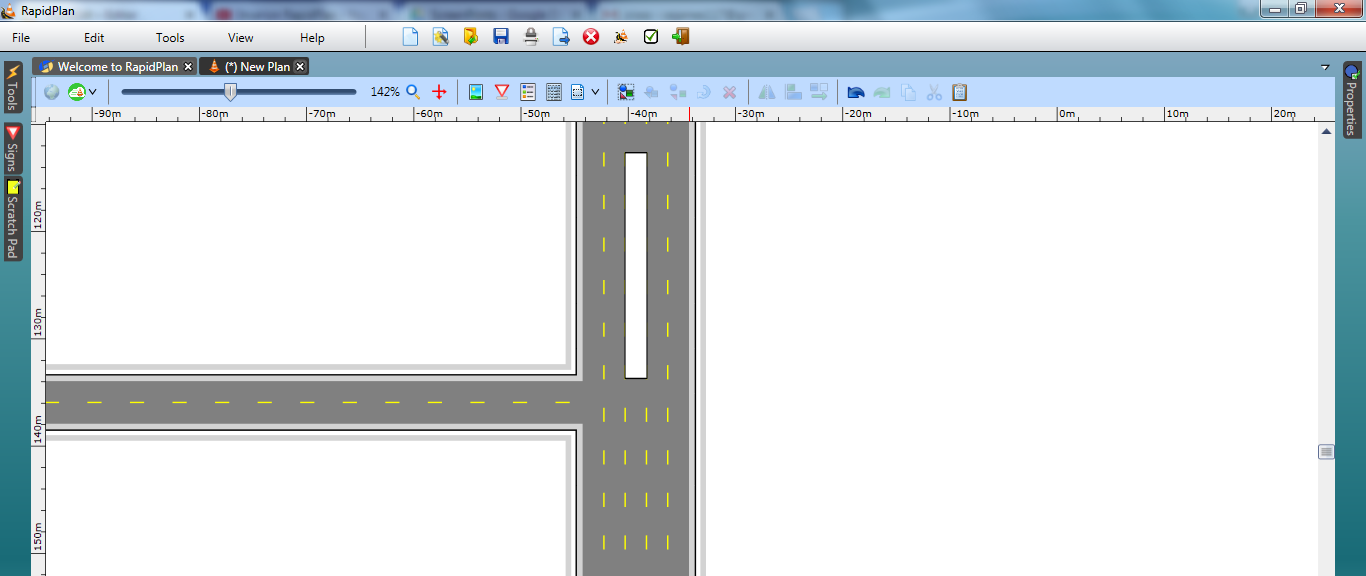 RapidPlan
File Edit Tools View Help
Welcome to RapidPlan (*) New Plan
142%
-90m -80m -70m -60m -50m -40m -30m -20m -10m 0m 10m 20m
120m
130m
140m
150m
Tools
Signs
Scratch Pad
Properties